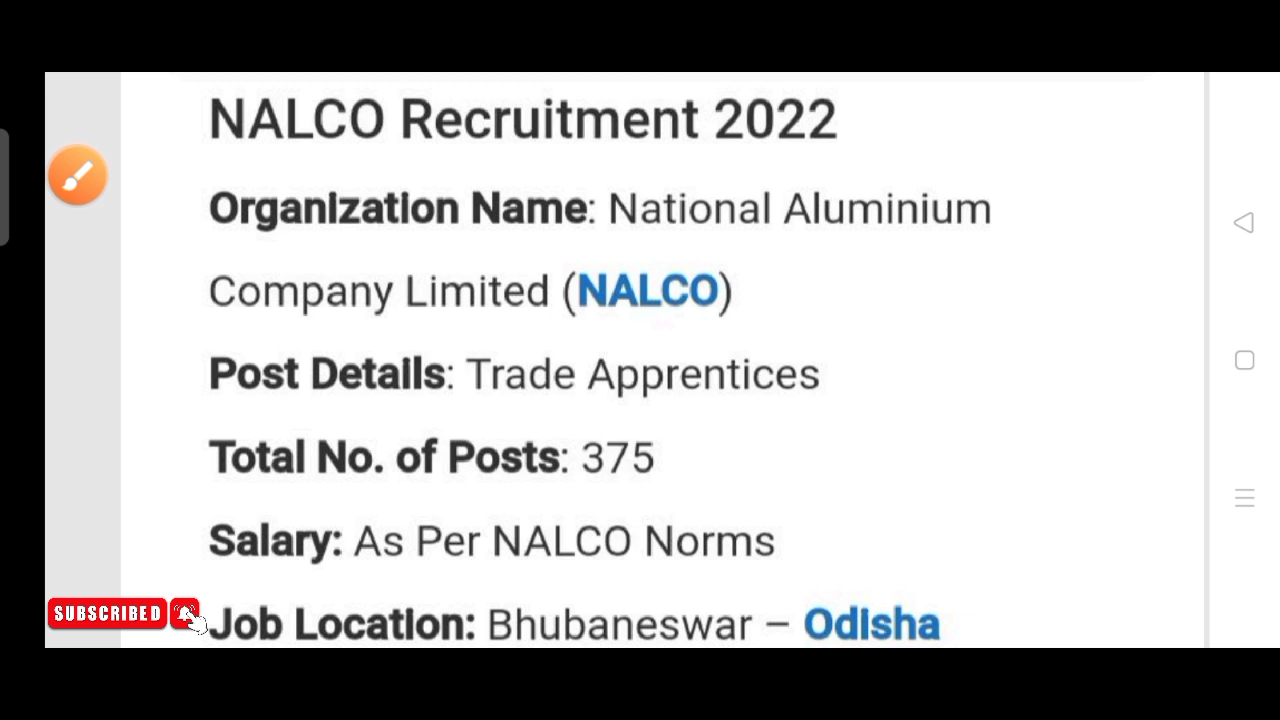 NALCO Recruitment 2022
Organization Name: National Aluminium
Company Limited (NALCO)
Post Details: Trade Apprentices
Total No. of Posts: 375
Salary: As Per NALCO Norms
SUBSCRIBED
Job Location: Bhubaneswar – Odisha